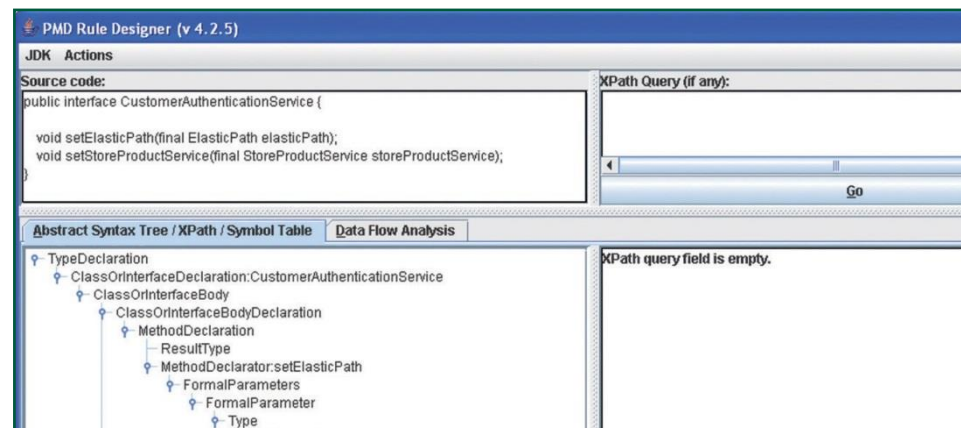 PMD Rule Designer (v 4.2.5)
JDK Actions
Source code:
public interface CustomerAuthenticationService {
void setElasticPath(final ElasticPath elasticPath);
void setStoreProductService(final StoreProductService storeProductService);
}
XPath Query (if any):
Go
Abstract Syntax Tree / XPath / Symbol Table
Data Flow Analysis
TypeDeclaration
ClassOrInterfaceDeclaration:CustomerAuthenticationService
ClassOrInterfaceBody
ClassOrInterfaceBodyDeclaration
MethodDeclaration
ResultType
MethodDeclarator:setElasticPath
FormalParameters
FormalParameter
Type
XPath query field is empty.